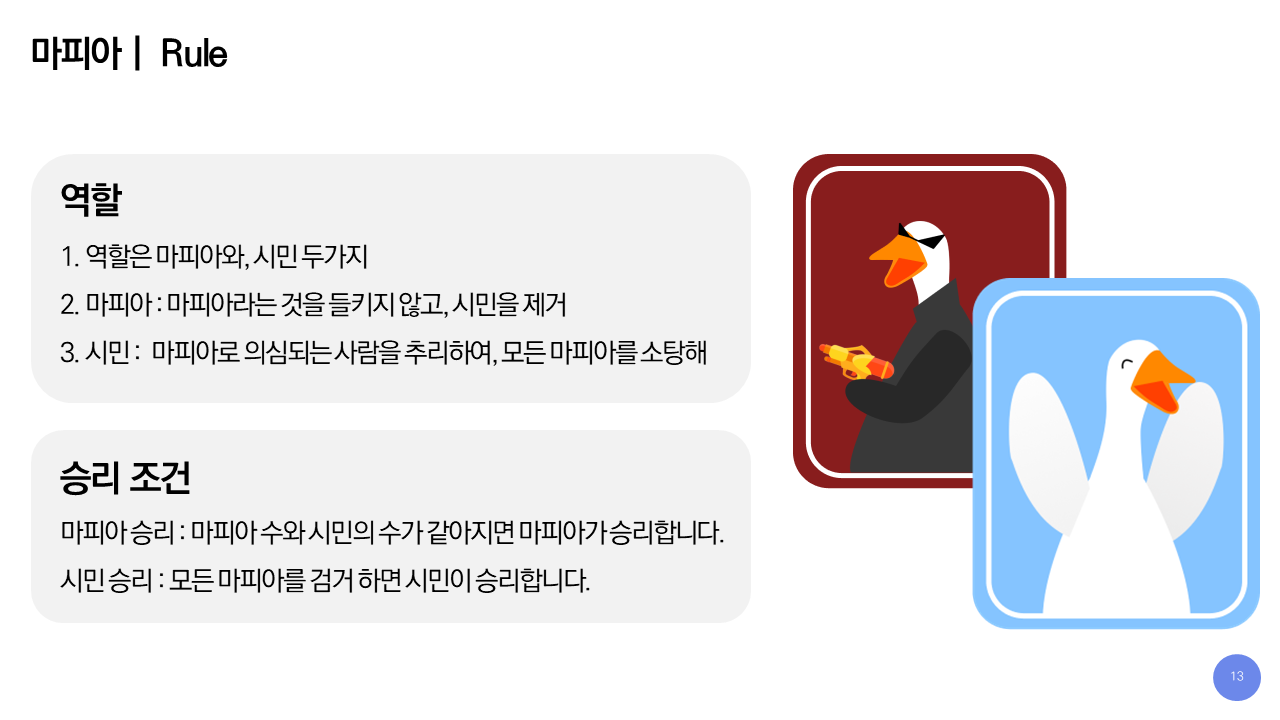 마피아 | Rule
역할
1. 역할은 마피아와, 시민 두가지
2. 마피아 : 마피아라는 것을 들키지 않고, 시민을 제거
3. 시민 : 마피아로 의심되는 사람을 추리하여, 모든 마피아를 소탕해
승리 조건
마피아 승리 : 마피아 수와 시민의 수가 같아지면 마피아가 승리합니다.
시민 승리 : 모든 마피아를 검거 하면 시민이 승리합니다.
13